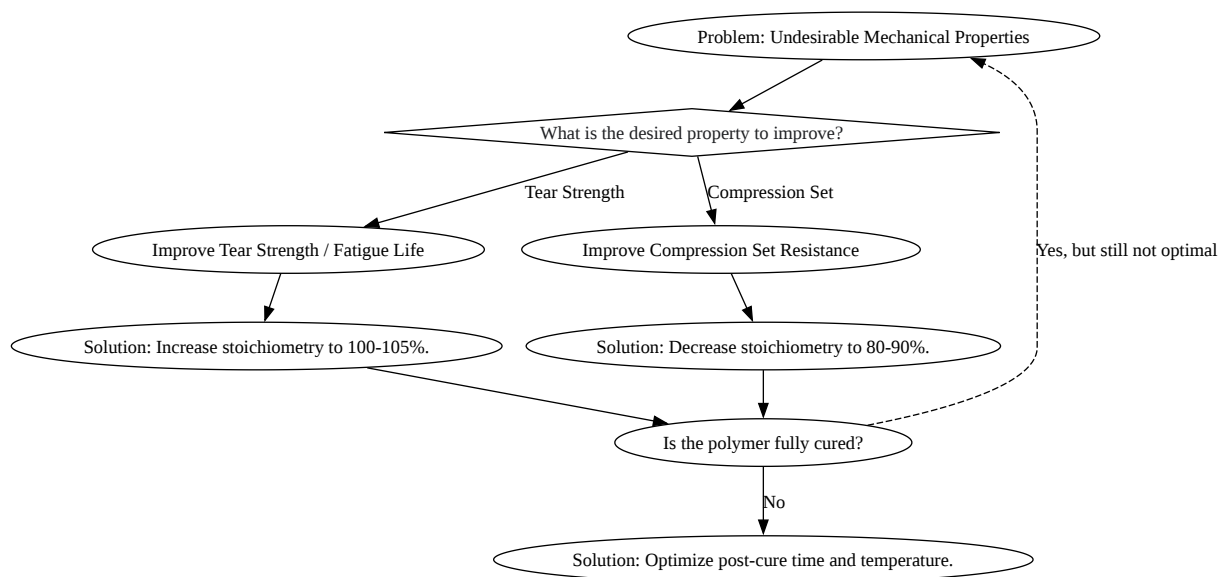 Problem: Undesirable Mechanical Properties
What is the desired property to improve?
Tear Strength
Compression Set
Improve Tear Strength / Fatigue Life
Improve Compression Set Resistance
Yes, but still not optimal
Solution: Increase stoichiometry to 100-105%.
Solution: Decrease stoichiometry to 80-90%.
Is the polymer fully cured?
No
Solution: Optimize post-cure time and temperature.